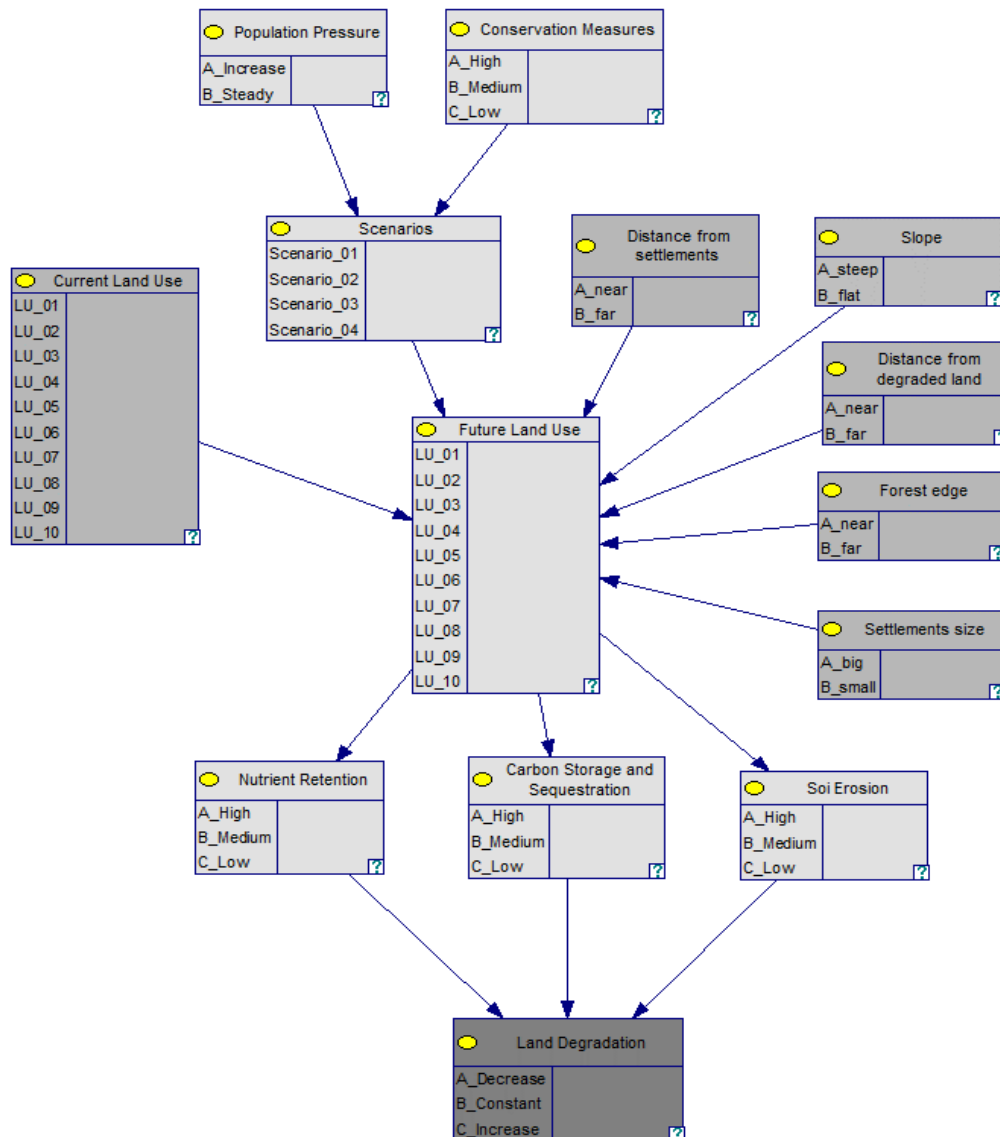 Population Pressure
A_Increase
B_Steady
?
Conservation Measures
A_High
B_Medium
C_Low
?
Scenarios
Scenario_01
Scenario_02
Scenario_03
Scenario_04
?
Distance from
settlements
A_near
B_far
?
Slope
A_steep
B_flat
?
Current Land Use
LU_01
LU_02
LU_03
LU_04
LU_05
LU_06
LU_07
LU_08
LU_09
LU_10
?
Distance from
degraded land
A_near
B_far
?
Future Land Use
LU_01
LU_02
LU_03
LU_04
LU_05
LU_06
LU_07
LU_08
LU_09
LU_10
?
Forest edge
A_near
B_far
?
Settlements size
A_big
B_small
?
Nutrient Retention
A_High
B_Medium
C_Low
?
Carbon Storage and
Sequestration
A_High
B_Medium
C_Low
?
Soi Erosion
A_High
B_Medium
C_Low
?
Land Degradation
A_Decrease
B_Constant
C_Increase
?